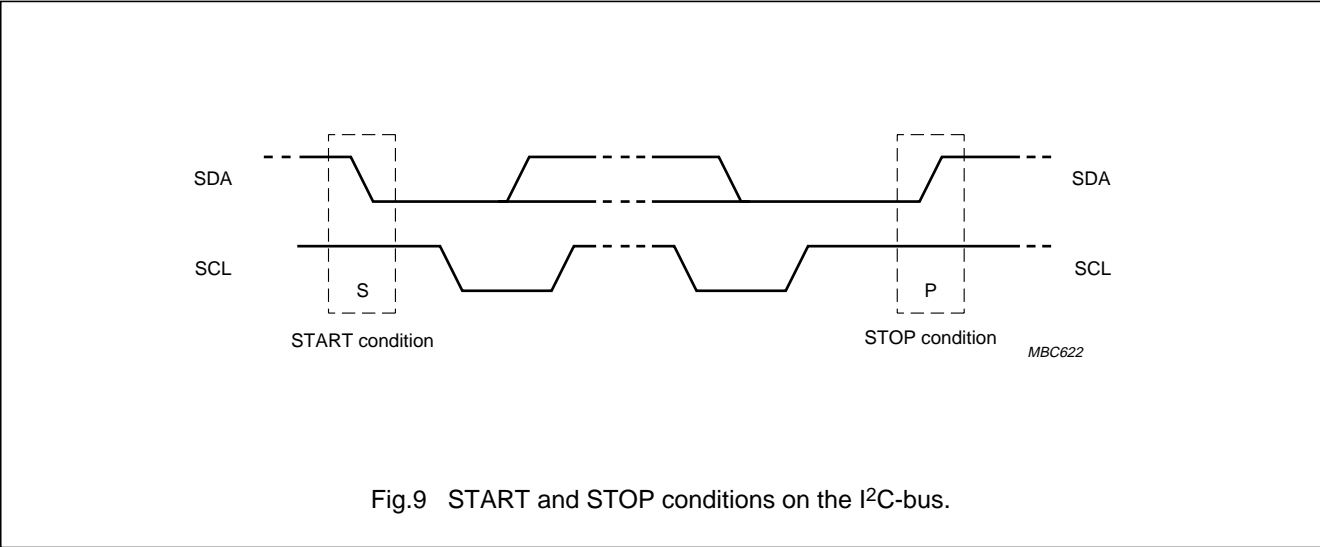 SDA
SDA
SCL
SCL
S
P
START condition
STOP condition
MBC622
Fig.9 START and STOP conditions on the I²C-bus.